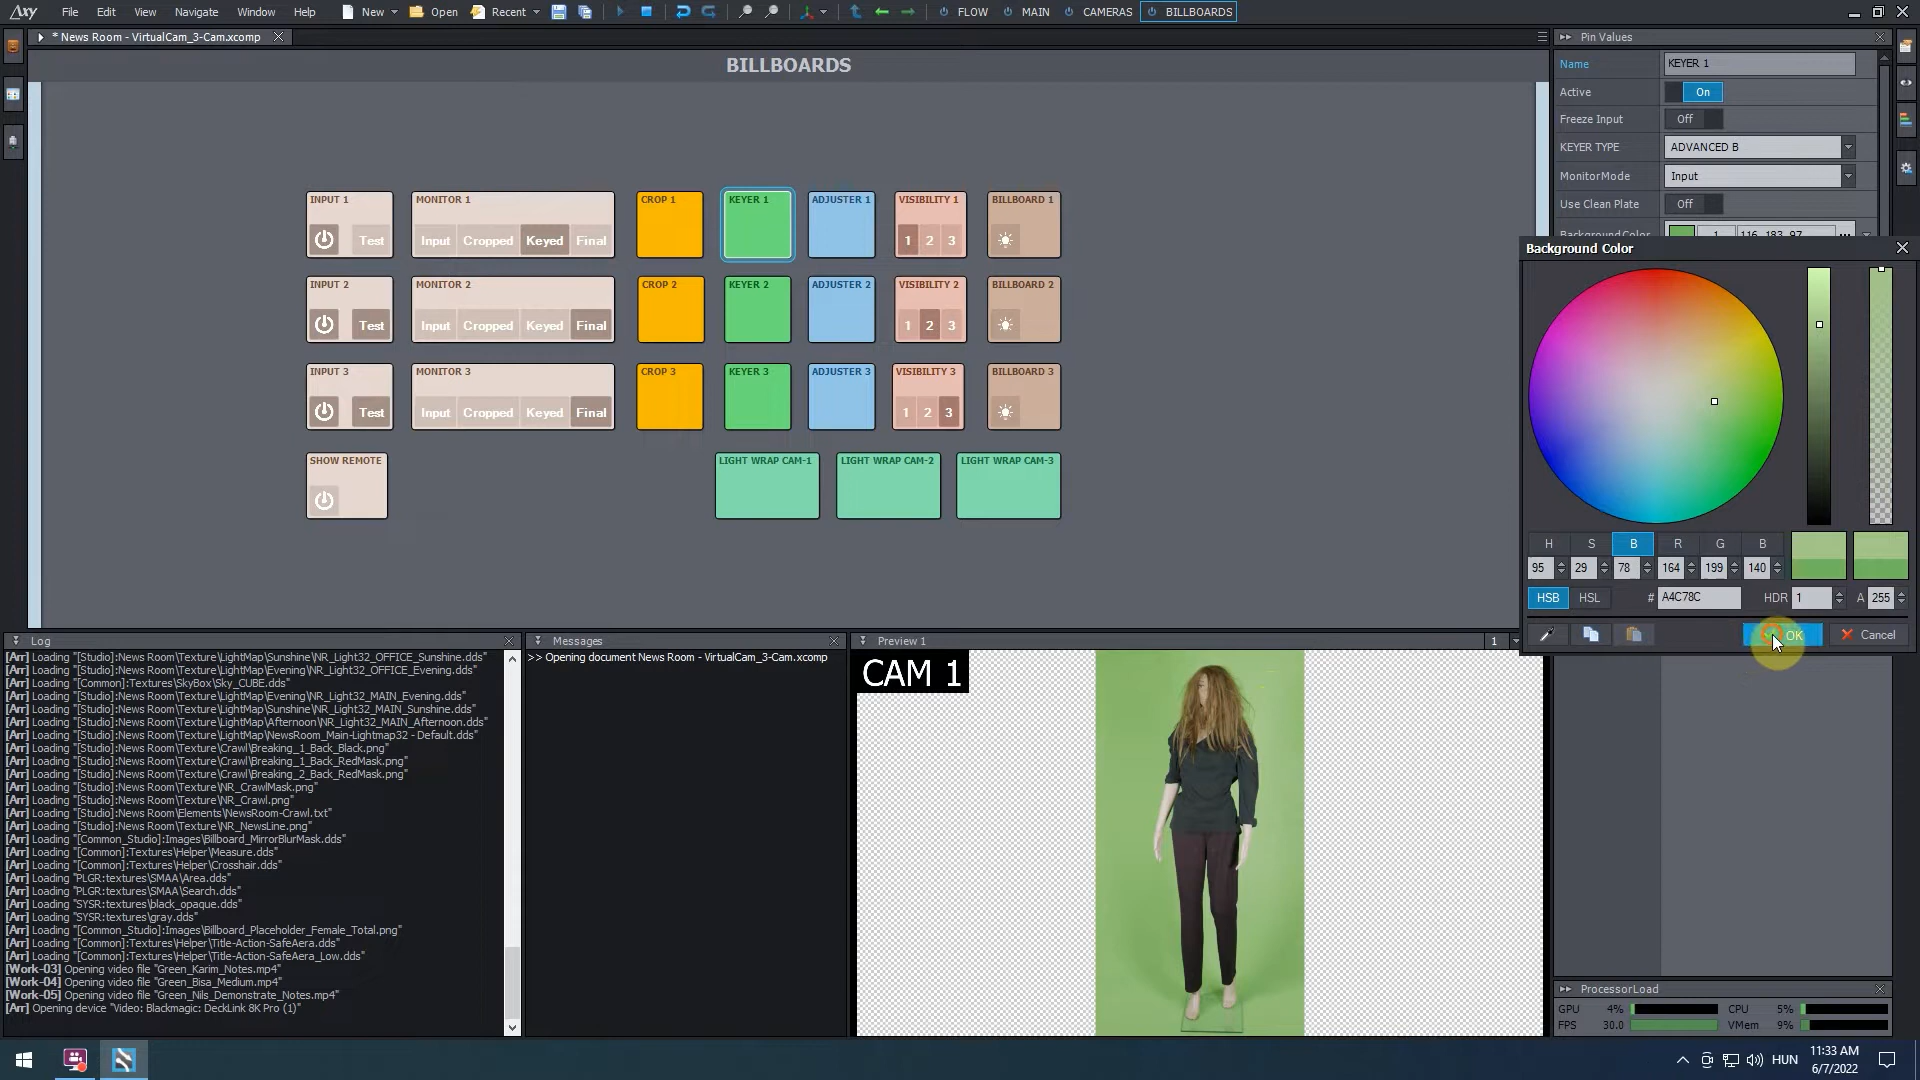 Axy File Edit View Navigate Window Help New Open Recent FLOW MAIN CAMERAS BILLBOARDS
* News Room - VirtualCam_3-Cam.xcomp
BILLBOARDS
INPUT 1 MONITOR 1 CROP 1 KEYER 1 ADJUSTER 1 VISIBILITY 1 BILLBOARD 1
Test Input Cropped Keyed Final 1 2 3
INPUT 2 MONITOR 2 CROP 2 KEYER 2 ADJUSTER 2 VISIBILITY 2 BILLBOARD 2
Test Input Cropped Keyed Final 1 2 3
INPUT 3 MONITOR 3 CROP 3 KEYER 3 ADJUSTER 3 VISIBILITY 3 BILLBOARD 3
Test Input Cropped Keyed Final 1 2 3
SHOW REMOTE LIGHT WRAP CAM-1 LIGHT WRAP CAM-2 LIGHT WRAP CAM-3
Pin Values
Name KEYER 1
Active On
Freeze Input Off
KEYER TYPE ADVANCED B
MonitorMode Input
Use Clean Plate Off
BackgroundColor 1 116, 183, 97
Background Color
H S B R G B
95 29 78 164 199 140
HSB HSL # A4C78C HDR 1 A 255
OK Cancel
Log
[Arr] Loading "[Studio]:News Room\Texture\LightMap\Sunshine\NR_Light32_OFFICE_Sunshine.dds"
[Arr] Loading "[Studio]:News Room\Texture\LightMap\Evening\NR_Light32_OFFICE_Evening.dds"
[Arr] Loading "[Common]:Textures\SkyBox\Sky_CUBE.dds"
[Arr] Loading "[Studio]:News Room\Texture\LightMap\Evening\NR_Light32_MAIN_Evening.dds"
[Arr] Loading "[Studio]:News Room\Texture\LightMap\Sunshine\NR_Light32_MAIN_Sunshine.dds"
[Arr] Loading "[Studio]:News Room\Texture\LightMap\Afternoon\NR_Light32_MAIN_Afternoon.dds"
[Arr] Loading "[Studio]:News Room\Texture\LightMap\NewsRoom_Main-Lightmap32 - Default.dds"
[Arr] Loading "[Studio]:News Room\Texture\Crawl\Breaking_1_Back_Black.png"
[Arr] Loading "[Studio]:News Room\Texture\Crawl\Breaking_1_Back_RedMask.png"
[Arr] Loading "[Studio]:News Room\Texture\Crawl\Breaking_2_Back_RedMask.png"
[Arr] Loading "[Studio]:News Room\Texture\NR_CrawlMask.png"
[Arr] Loading "[Studio]:News Room\Texture\NR_Crawl.png"
[Arr] Loading "[Studio]:News Room\Elements\NewsRoom-Crawl.txt"
[Arr] Loading "[Studio]:News Room\Texture\NR_NewsLine.png"
[Arr] Loading "[Common_Studio]:Images\Billboard_MirrorBlurMask.dds"
[Arr] Loading "[Common]:Textures\Helper\Measure.dds"
[Arr] Loading "[Common]:Textures\Helper\Crosshair.dds"
[Arr] Loading "PLGR:textures\SMAA\Area.dds"
[Arr] Loading "PLGR:textures\SMAA\Search.dds"
[Arr] Loading "SYSR:textures\black_opaque.dds"
[Arr] Loading "SYSR:textures\gray.dds"
[Arr] Loading "[Common_Studio]:Images\Billboard_Placeholder_Female_Total.png"
[Arr] Loading "[Common]:Textures\Helper\Title-Action-SafeAera.dds"
[Arr] Loading "[Common]:Textures\Helper\Title-Action-SafeAera_Low.dds"
[Work-03] Opening video file "Green_Karim_Notes.mp4"
[Work-04] Opening video file "Green_Bisa_Medium.mp4"
[Work-05] Opening video file "Green_Nils_Demonstrate_Notes.mp4"
[Arr] Opening device "Video: Blackmagic: DeckLink 8K Pro (1)"
Messages
>> Opening document News Room - VirtualCam_3-Cam.xcomp
Preview 1 1
CAM 1
ProcessorLoad
GPU 4% CPU 5%
FPS 30.0 VMem 9%
HUN 11:33 AM
6/7/2022